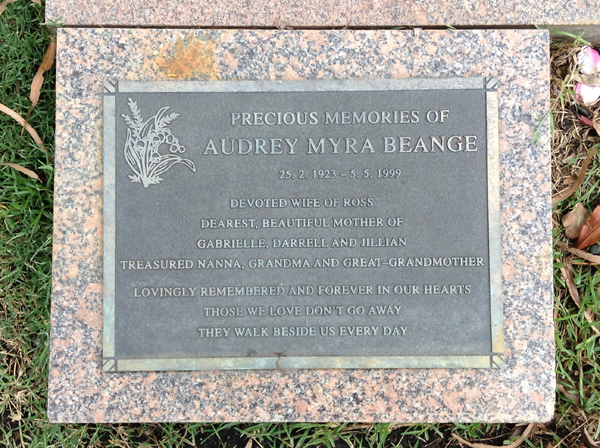 PRECIOUS MEMORIES OF
AUDREY MYRA BEANGE
25. 2. 1923 - 5. 5. 1999
DEVOTED WIFE OF ROSS
DEAREST, BEAUTIFUL MOTHER OF
GABRIELLE, DARRELL AND JILLIAN
TREASURED NANNA, GRANDMA AND GREAT-GRANDMOTHER
LOVINGLY REMEMBERED AND FOREVER IN OUR HEARTS
THOSE WE LOVE DON'T GO AWAY
THEY WALK BESIDE US EVERY DAY